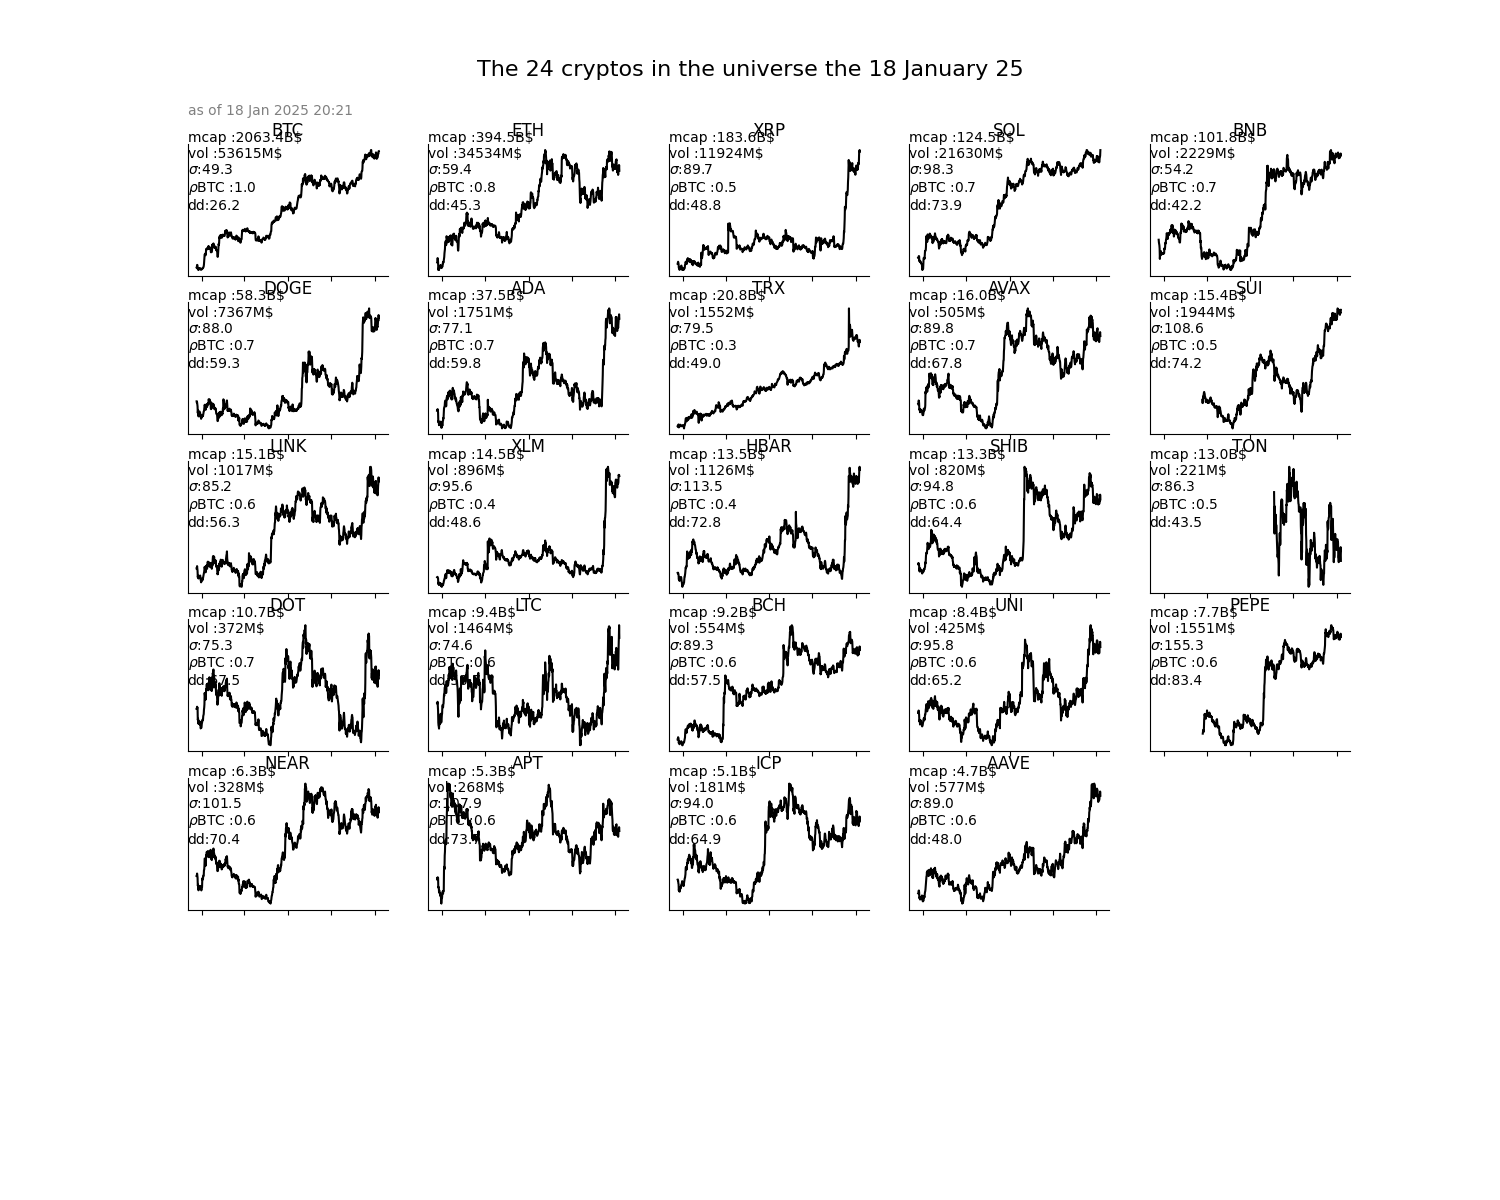 The 24 cryptos in the universe the 18 January 25
as of 18 Jan 2025 20:21
BTC
mcap :2063.4B$
vol :53615M$
σ:49.3
ρBTC :1.0
dd:26.2
ETH
mcap :394.5B$
vol :34534M$
σ:59.4
ρBTC :0.8
dd:45.3
XRP
mcap :183.6B$
vol :11924M$
σ:89.7
ρBTC :0.5
dd:48.8
SOL
mcap :124.5B$
vol :21630M$
σ:98.3
ρBTC :0.7
dd:73.9
BNB
mcap :101.8B$
vol :2229M$
σ:54.2
ρBTC :0.7
dd:42.2
DOGE
mcap :58.3B$
vol :7367M$
σ:88.0
ρBTC :0.7
dd:59.3
ADA
mcap :37.5B$
vol :1751M$
σ:77.1
ρBTC :0.7
dd:59.8
TRX
mcap :20.8B$
vol :1552M$
σ:79.5
ρBTC :0.3
dd:49.0
AVAX
mcap :16.0B$
vol :505M$
σ:89.8
ρBTC :0.7
dd:67.8
SUI
mcap :15.4B$
vol :1944M$
σ:108.6
ρBTC :0.5
dd:74.2
LINK
mcap :15.1B$
vol :1017M$
σ:85.2
ρBTC :0.6
dd:56.3
XLM
mcap :14.5B$
vol :896M$
σ:95.6
ρBTC :0.4
dd:48.6
HBAR
mcap :13.5B$
vol :1126M$
σ:113.5
ρBTC :0.4
dd:72.8
SHIB
mcap :13.3B$
vol :820M$
σ:94.8
ρBTC :0.6
dd:64.4
TON
mcap :13.0B$
vol :221M$
σ:86.3
ρBTC :0.5
dd:43.5
DOT
mcap :10.7B$
vol :372M$
σ:75.3
ρBTC :0.7
LTC
mcap :9.4B$
vol :1464M$
σ:74.6
ρBTC :0.6
BCH
mcap :9.2B$
vol :554M$
σ:89.3
ρBTC :0.6
dd:57.5
UNI
mcap :8.4B$
vol :425M$
σ:95.8
ρBTC :0.6
dd:65.2
PEPE
mcap :7.7B$
vol :1551M$
σ:155.3
ρBTC :0.6
dd:83.4
NEAR
mcap :6.3B$
vol :328M$
σ:101.5
ρBTC :0.6
dd:70.4
APT
mcap :5.3B$
vol :268M$
σ:107.9
ρBTC :0.6
ICP
mcap :5.1B$
vol :181M$
σ:94.0
ρBTC :0.6
dd:64.9
AAVE
mcap :4.7B$
vol :577M$
σ:89.0
ρBTC :0.6
dd:48.0